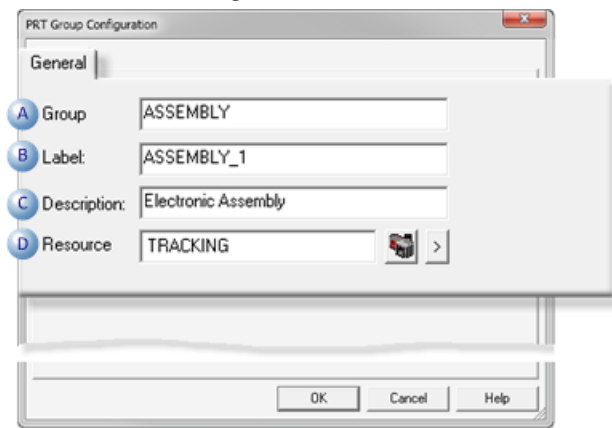 PRT Group Configuration
General
A Group ASSEMBLY
B Label: ASSEMBLY_1
C Description: Electronic Assembly
D Resource TRACKING >
OK Cancel Help